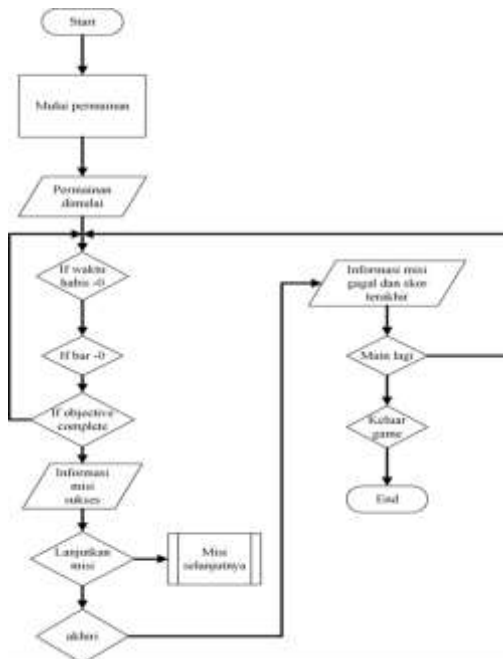 Start
Mulai permainan
Permainan
dimulai
If waktu
habis -0
If bar -0
If objective
complete
Informasi
misi
sukses
Lanjutkan
misi
Misi
selanjutnya
akhiri
Informasi misi
gagal dan skor
terakhir
Main lagi
Keluar
game
End